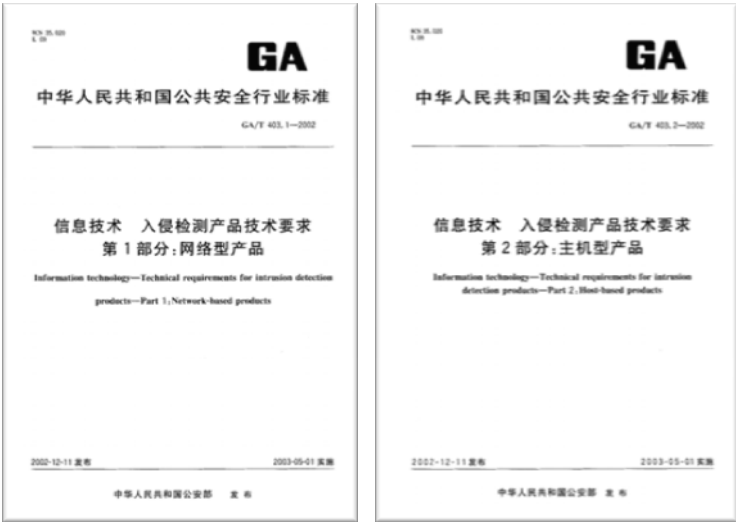 ICS 35.020
L 09
GA
中华人民共和国公共安全行业标准
GA/T 403.1—2002
信息技术 入侵检测产品技术要求
第1部分:网络型产品
Information technology—Technical requirements for intrusion detection
products—Part 1:Network-based products
2002-12-11发布 2003-05-01实施
中华人民共和国公安部 发布
GA
中华人民共和国公共安全行业标准
GA/T 403.2—2002
信息技术 入侵检测产品技术要求
第2部分:主机型产品
Information technology—Technical requirements for intrusion
detection products—Part 2:Host-based products
2002-12-11发布 2003-05-01实施
中华人民共和国公安部 发布